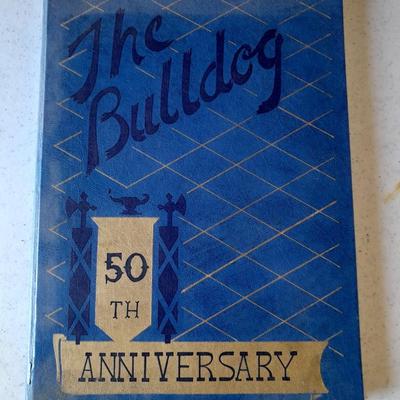 The
Bulldog
50
TH
ANNIVERSARY